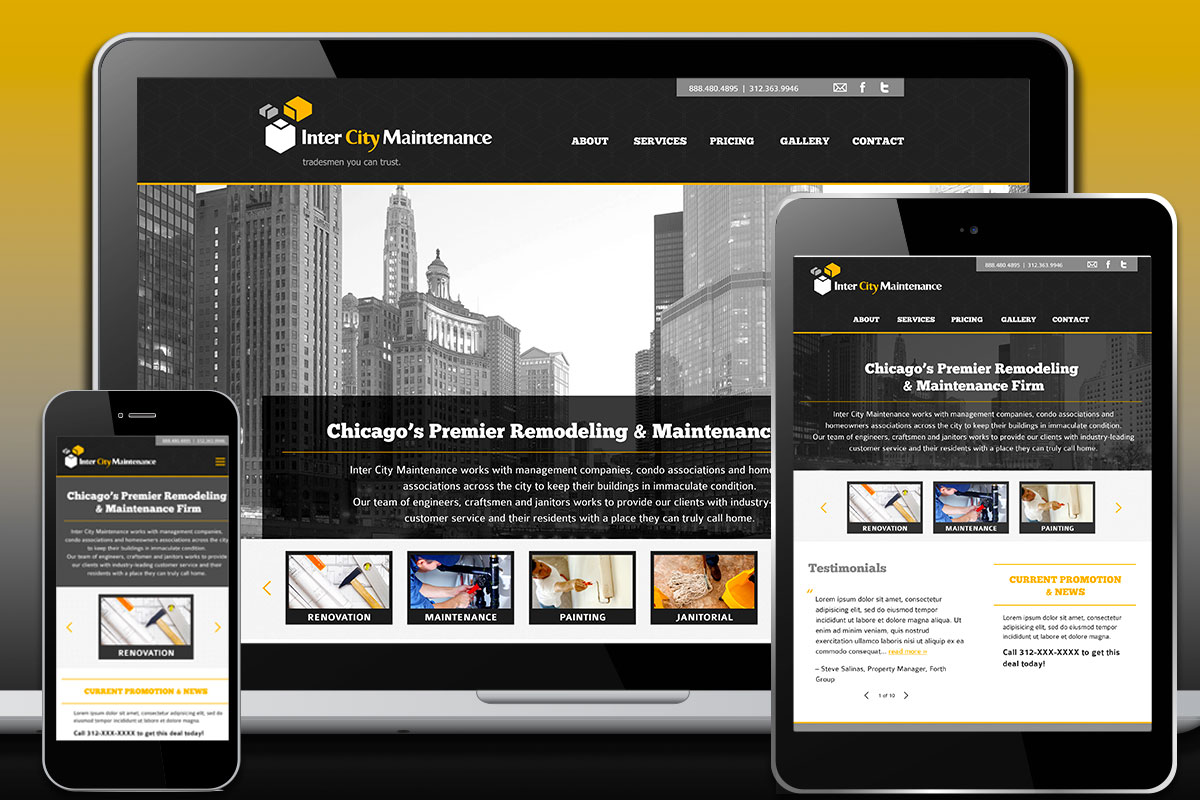 888.480.4895 | 312.363.9946
Inter City Maintenance
tradesmen you can trust.
ABOUT SERVICES PRICING GALLERY CONTACT
Chicago's Premier Remodeling & Maintenanc
Inter City Maintenance works with management companies, condo associations and home
associations across the city to keep their buildings in immaculate condition.
Our team of engineers, craftsmen and janitors works to provide our clients with industry-
customer service and their residents with a place they can truly call home.
RENOVATION MAINTENANCE PAINTING JANITORIAL
888.480.4895 | 312.363.9946
Inter City Maintenance
ABOUT SERVICES PRICING GALLERY CONTACT
Chicago's Premier Remodeling
& Maintenance Firm
Inter City Maintenance works with management companies, condo associations and
homeowners associations across the city to keep their buildings in immaculate condition.
Our team of engineers, craftsmen and janitors works to provide our clients with industry-leading
customer service and their residents with a place they can truly call home.
RENOVATION MAINTENANCE PAINTING
Testimonials
“ Lorem ipsum dolor sit amet, consectetur
adipisicing elit, sed do eiusmod tempor
incididunt ut labore et dolore magna aliqua. Ut
enim ad minim veniam, quis nostrud
exercitation ullamco laboris nisi ut aliquip ex ea
commodo consequat... read more »
– Steve Salinas, Property Manager, Forth
Group
1 of 10
CURRENT PROMOTION
& NEWS
Lorem ipsum dolor sit amet, consectetur
adipisicing elit, sed do eiusmod tempor
incididunt ut labore et dolore magna.
Call 312-XXX-XXXX to get this
deal today!
888.480.4895 | 312.363.9946
Inter City Maintenance
Chicago's Premier Remodeling
& Maintenance Firm
Inter City Maintenance works with management companies,
condo associations and homeowners associations across the city
to keep their buildings in immaculate condition.
Our team of engineers, craftsmen and janitors works to provide
our clients with industry-leading customer service and their
residents with a place they can truly call home.
RENOVATION
CURRENT PROMOTION & NEWS
Lorem ipsum dolor sit amet, consectetur adipisicing elit, sed do
eiusmod tempor incididunt ut labore et dolore magna.
Call 312-XXX-XXXX to get this deal today!